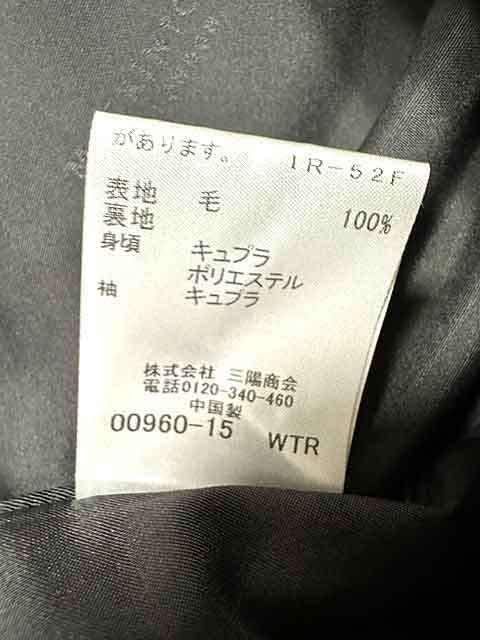 があります。 IR-52F
表地 毛 100%
裏地
身頃 キュプラ
ポリエステル
袖 キュプラ
株式会社 三陽商会
電話0120-340-460
中国製
00960-15 WTR